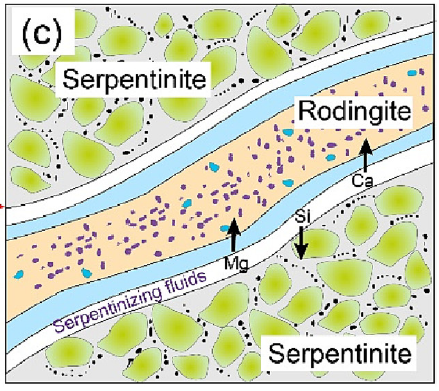 (c)
Serpentinite
Rodingite
Ca
Si
Mg
Serpentinizing fluids
Serpentinite